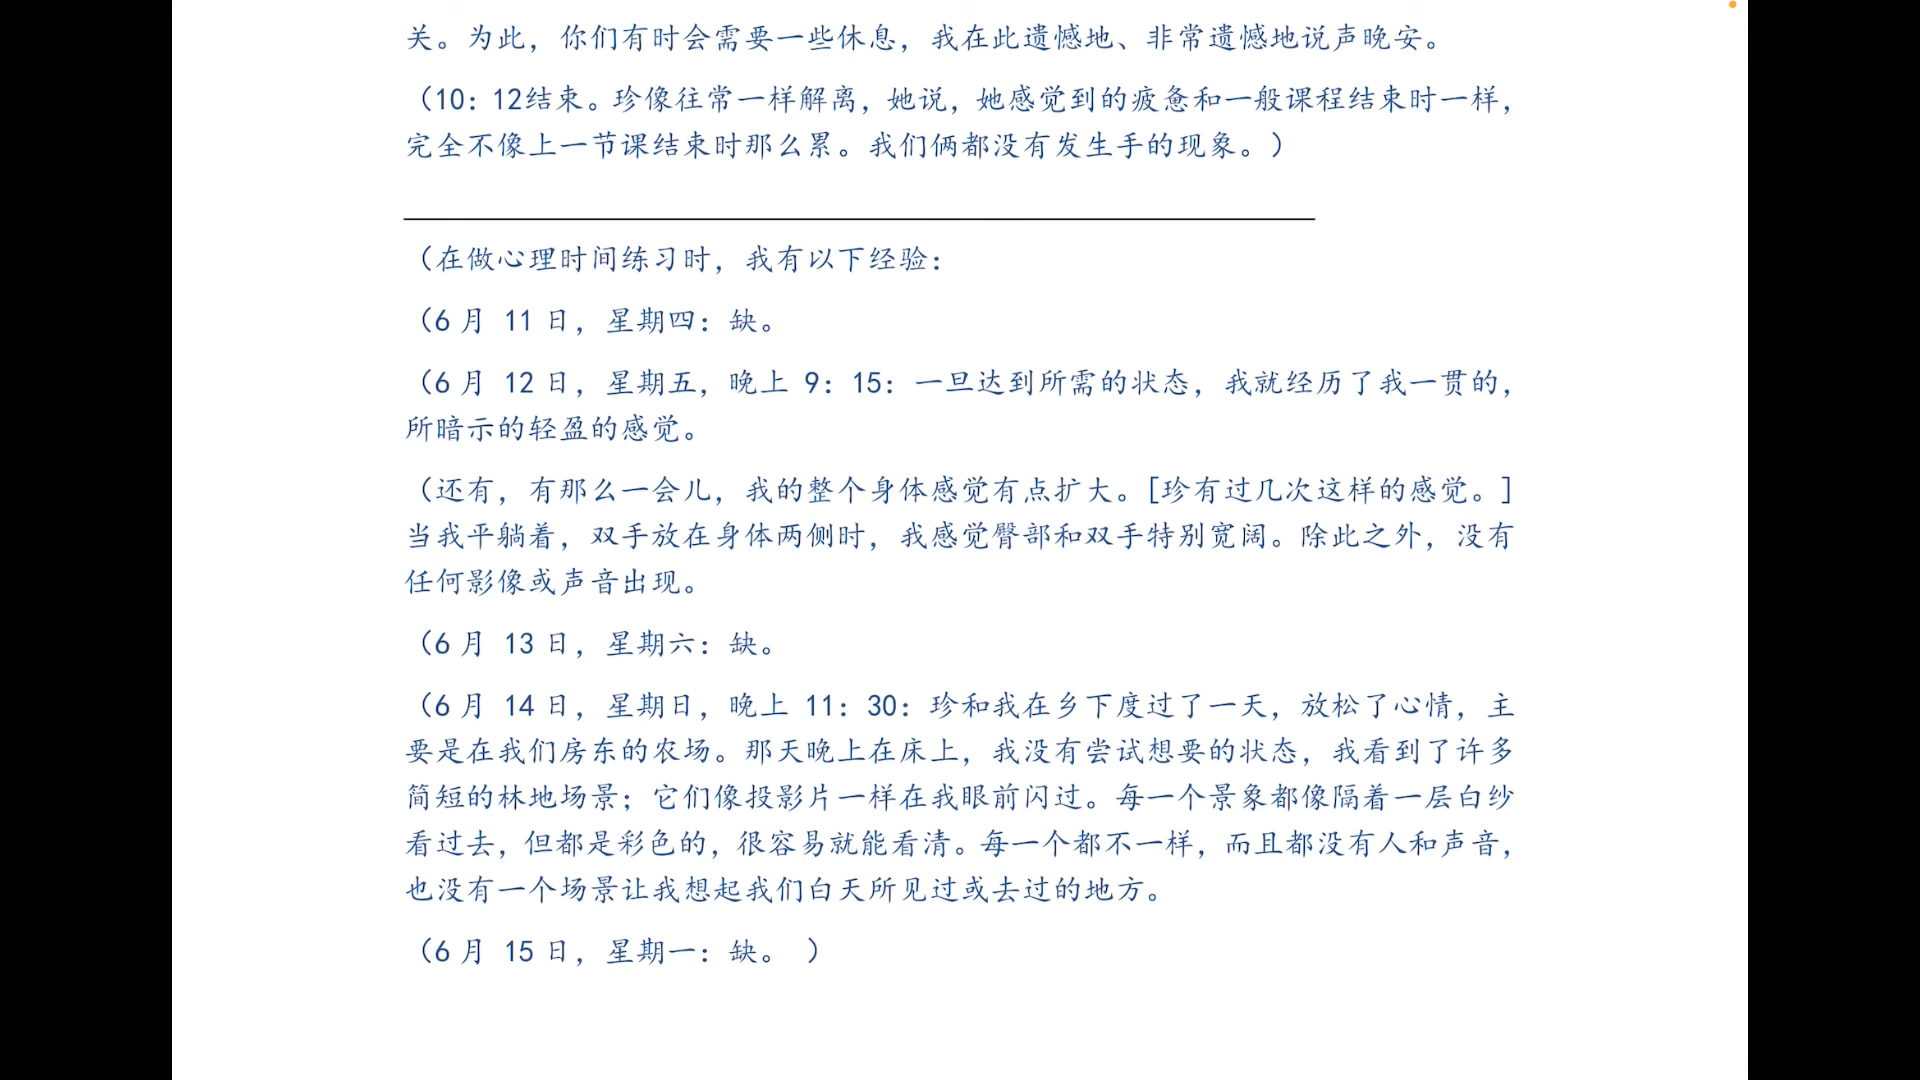 关。为此，你们有时会需要一些休息，我在此遗憾地、非常遗憾地说声晚安。
（10：12结束。珍像往常一样解离，她说，她感觉到的疲惫和一般课程结束时一样，
完全不像上一节课结束时那么累。我们俩都没有发生手的现象。）
（在做心理时间练习时，我有以下经验：
（6 月 11 日，星期四：缺。
（6 月 12 日，星期五，晚上 9：15：一旦达到所需的状态，我就经历了我一贯的，
所暗示的轻盈的感觉。
（还有，有那么一会儿，我的整个身体感觉有点扩大。[珍有过几次这样的感觉。]
当我平躺着，双手放在身体两侧时，我感觉臀部和双手特别宽阔。除此之外，没有
任何影像或声音出现。
（6 月 13 日，星期六：缺。
（6 月 14 日，星期日，晚上 11：30：珍和我在乡下度过了一天，放松了心情，主
要是在我们房东的农场。那天晚上在床上，我没有尝试想要的状态，我看到了许多
简短的林地场景；它们像投影片一样在我眼前闪过。每一个景象都像隔着一层白纱
看过去，但都是彩色的，很容易就能看清。每一个都不一样，而且都没有人和声音，
也没有一个场景让我想起我们白天所见过或去过的地方。
（6 月 15 日，星期一：缺。 ）